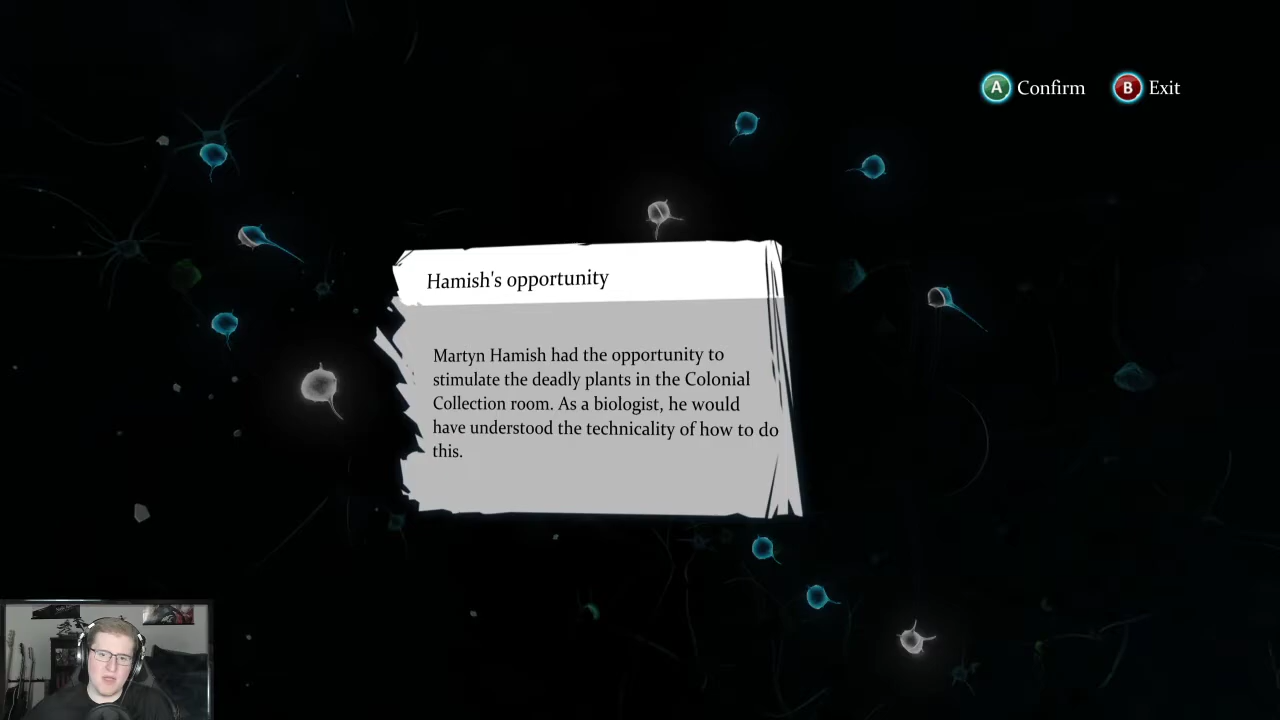 A Confirm B Exit
Hamish's opportunity
Martyn Hamish had the opportunity to
stimulate the deadly plants in the Colonial
Collection room. As a biologist, he would
have understood the technicality of how to do
this.